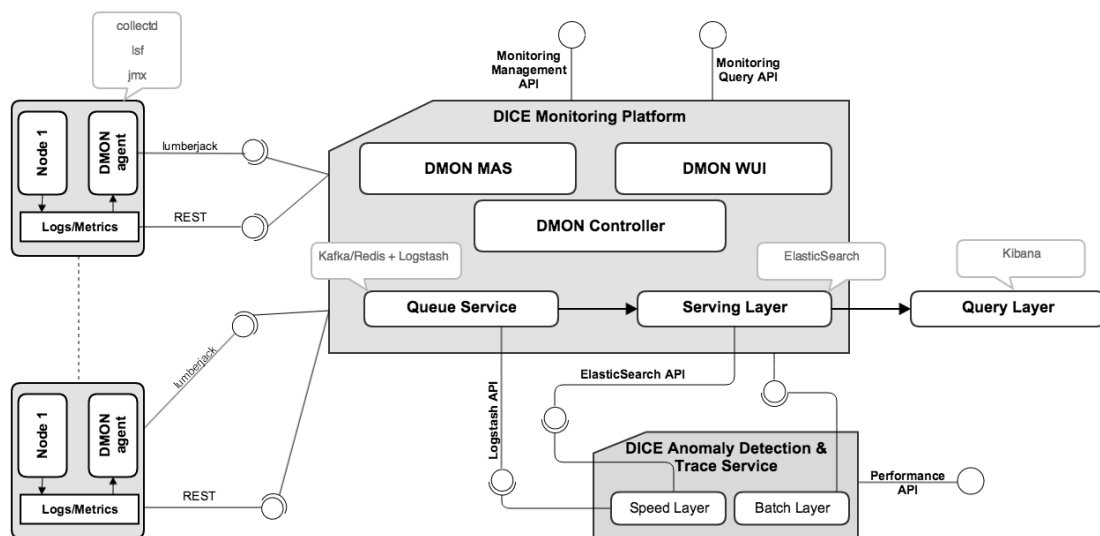 collectd
lsf
jmx
Node 1
DMON
agent
Logs/Metrics
lumberjack
REST
Monitoring
Management
API
Monitoring
Query API
DICE Monitoring Platform
DMON MAS
DMON WUI
DMON Controller
Kafka/Redis + Logstash
ElasticSearch
Kibana
Queue Service
Serving Layer
Query Layer
lumberjack
Node 1
DMON
agent
Logs/Metrics
REST
Logstash API
ElasticSearch API
DICE Anomaly Detection &
Trace Service
Speed Layer
Batch Layer
Performance
API